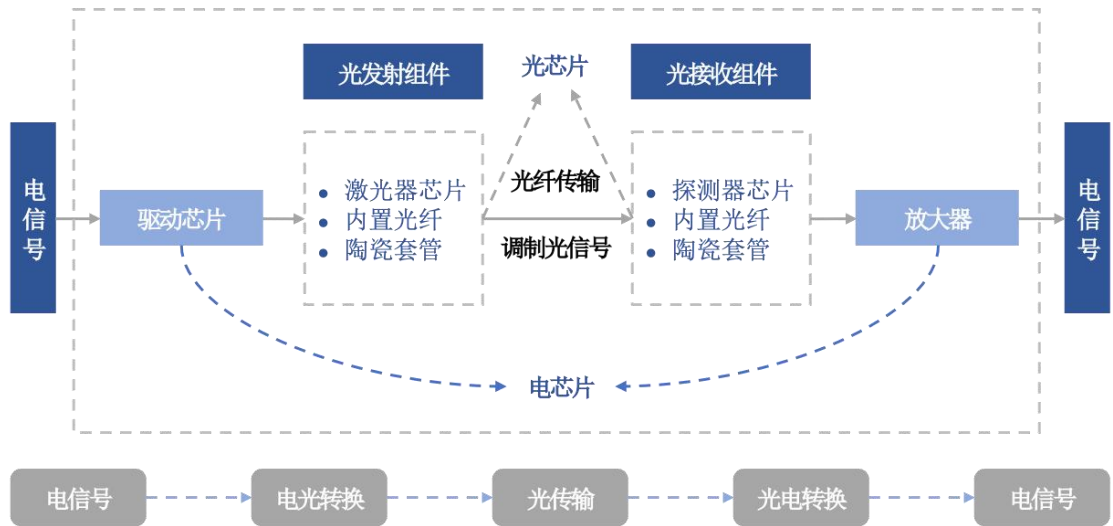 光发射组件
光芯片
光接收组件
电信号
驱动芯片
激光器芯片
内置光纤
陶瓷套管
光纤传输
调制光信号
探测器芯片
内置光纤
陶瓷套管
放大器
电信号
电芯片
电信号
电光转换
光传输
光电转换
电信号